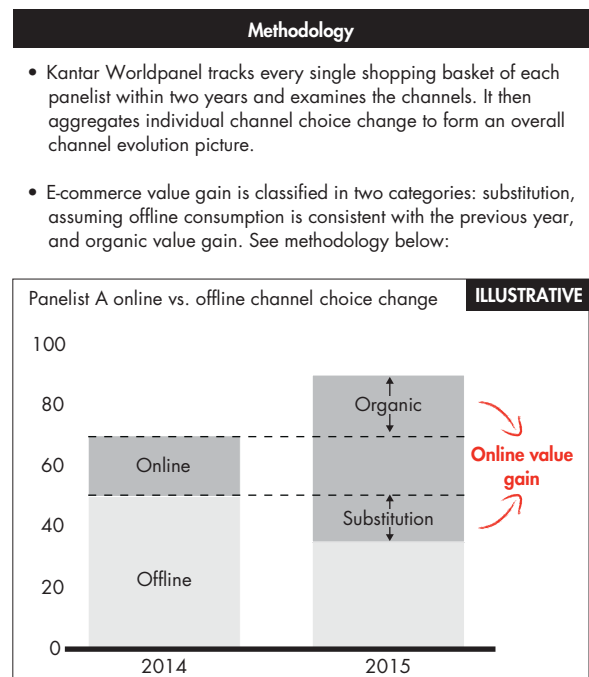 Methodology
• Kantar Worldpanel tracks every single shopping basket of each
panelist within two years and examines the channels. It then
aggregates individual channel choice change to form an overall
channel evolution picture.
• E-commerce value gain is classified in two categories: substitution,
assuming offline consumption is consistent with the previous year,
and organic value gain. See methodology below:
Panelist A online vs. offline channel choice change
ILLUSTRATIVE
100
80
60
40
20
0
Online
Offline
Organic
Substitution
Online value
gain
2014
2015